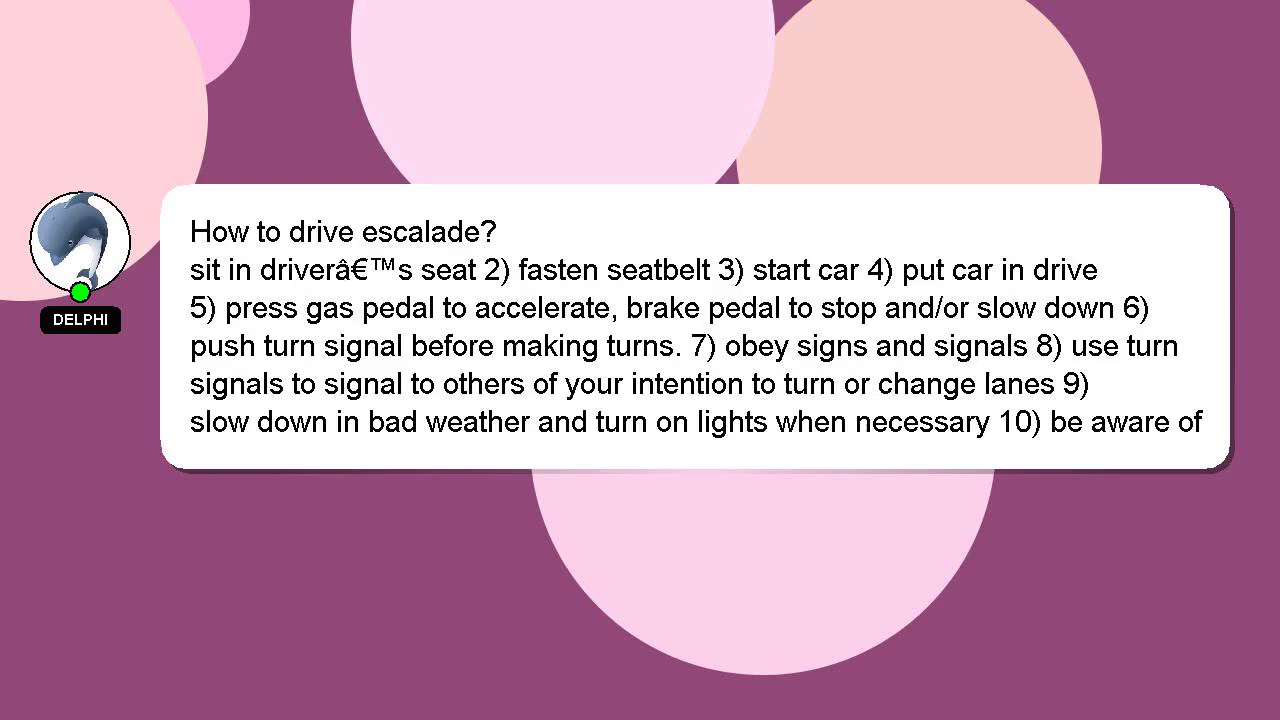 How to drive escalade?
sit in driverâ€™s seat 2) fasten seatbelt 3) start car 4) put car in drive
5) press gas pedal to accelerate, brake pedal to stop and/or slow down 6)
push turn signal before making turns. 7) obey signs and signals 8) use turn
signals to signal to others of your intention to turn or change lanes 9)
slow down in bad weather and turn on lights when necessary 10) be aware of
DELPHI